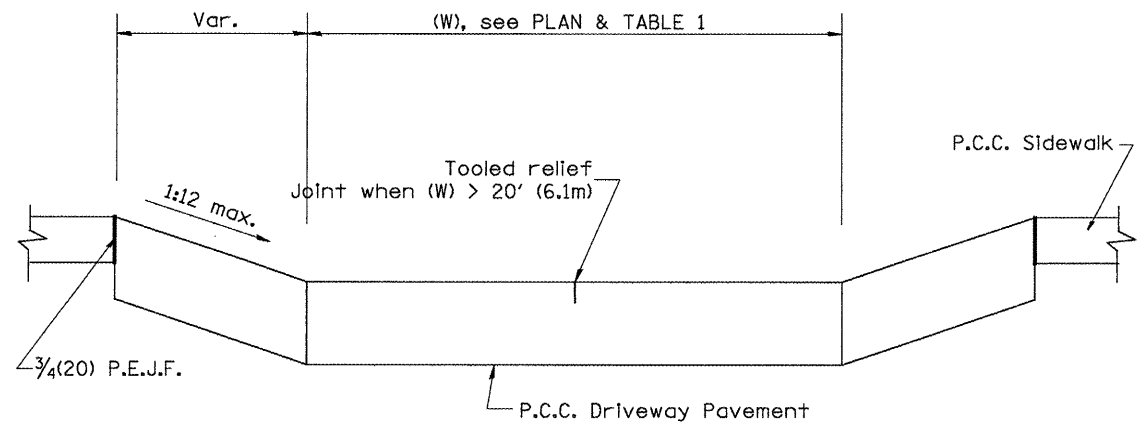 Var.
(W), see PLAN & TABLE 1
P.C.C. Sidewalk
Tooled relief
Joint when (W) > 20' (6.1m)
1:12 max.
3/4(20) P.E.J.F.
P.C.C. Driveway Pavement